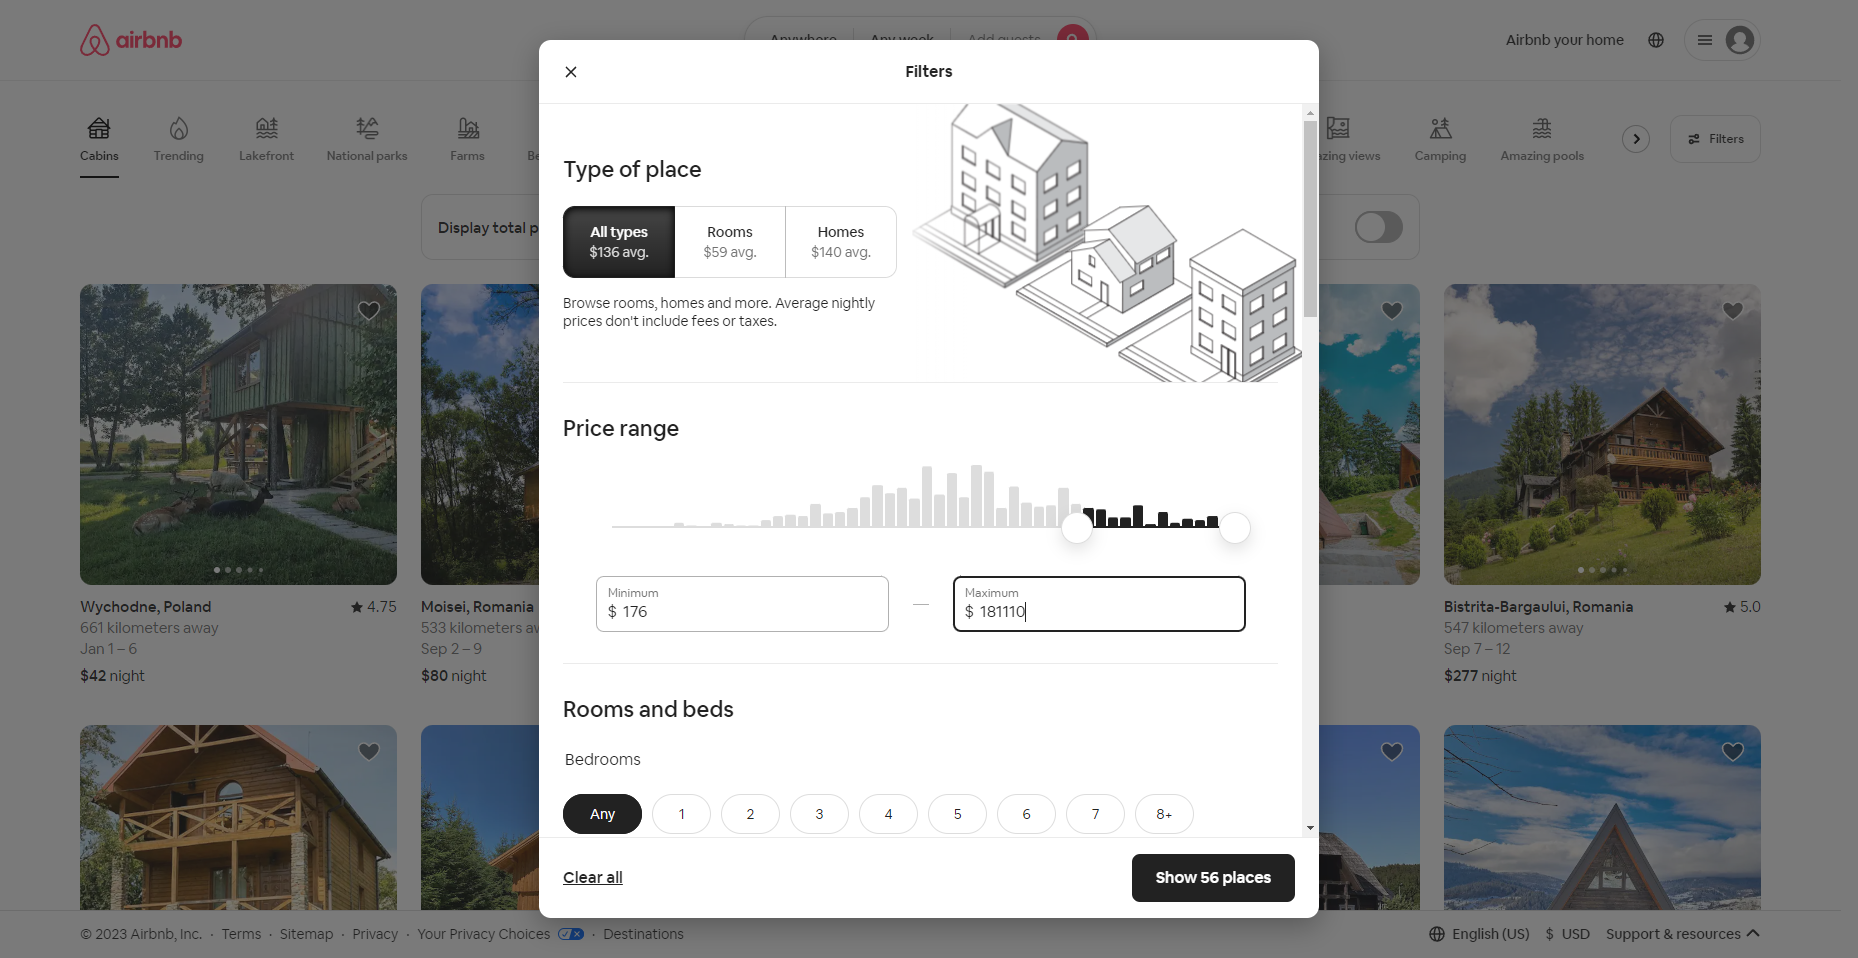 airbnb
Anywhere
Any week
Add guests
Airbnb your home
Cabins
Trending
Lakefront
National parks
Farms
Camping
Amazing pools
Filters
Display total p
Filters
Type of place
All types
$136 avg.
Rooms
$59 avg.
Homes
$140 avg.
Browse rooms, homes and more. Average nightly
prices don't include fees or taxes.
Price range
Minimum
$ 176
–
Maximum
$ 181110
Rooms and beds
Bedrooms
Any
1
2
3
4
5
6
7
8+
Clear all
Show 56 places
Wychodne, Poland
4.75
661 kilometers away
Jan 1 – 6
$42 night
Moisei, Romania
533 kilometers aw
Sep 2 – 9
$80 night
Bistrita-Bargaului, Romania
5.0
547 kilometers away
Sep 7 – 12
$277 night
© 2023 Airbnb, Inc. · Terms · Sitemap · Privacy · Your Privacy Choices · Destinations
English (US)
$ USD
Support & resources